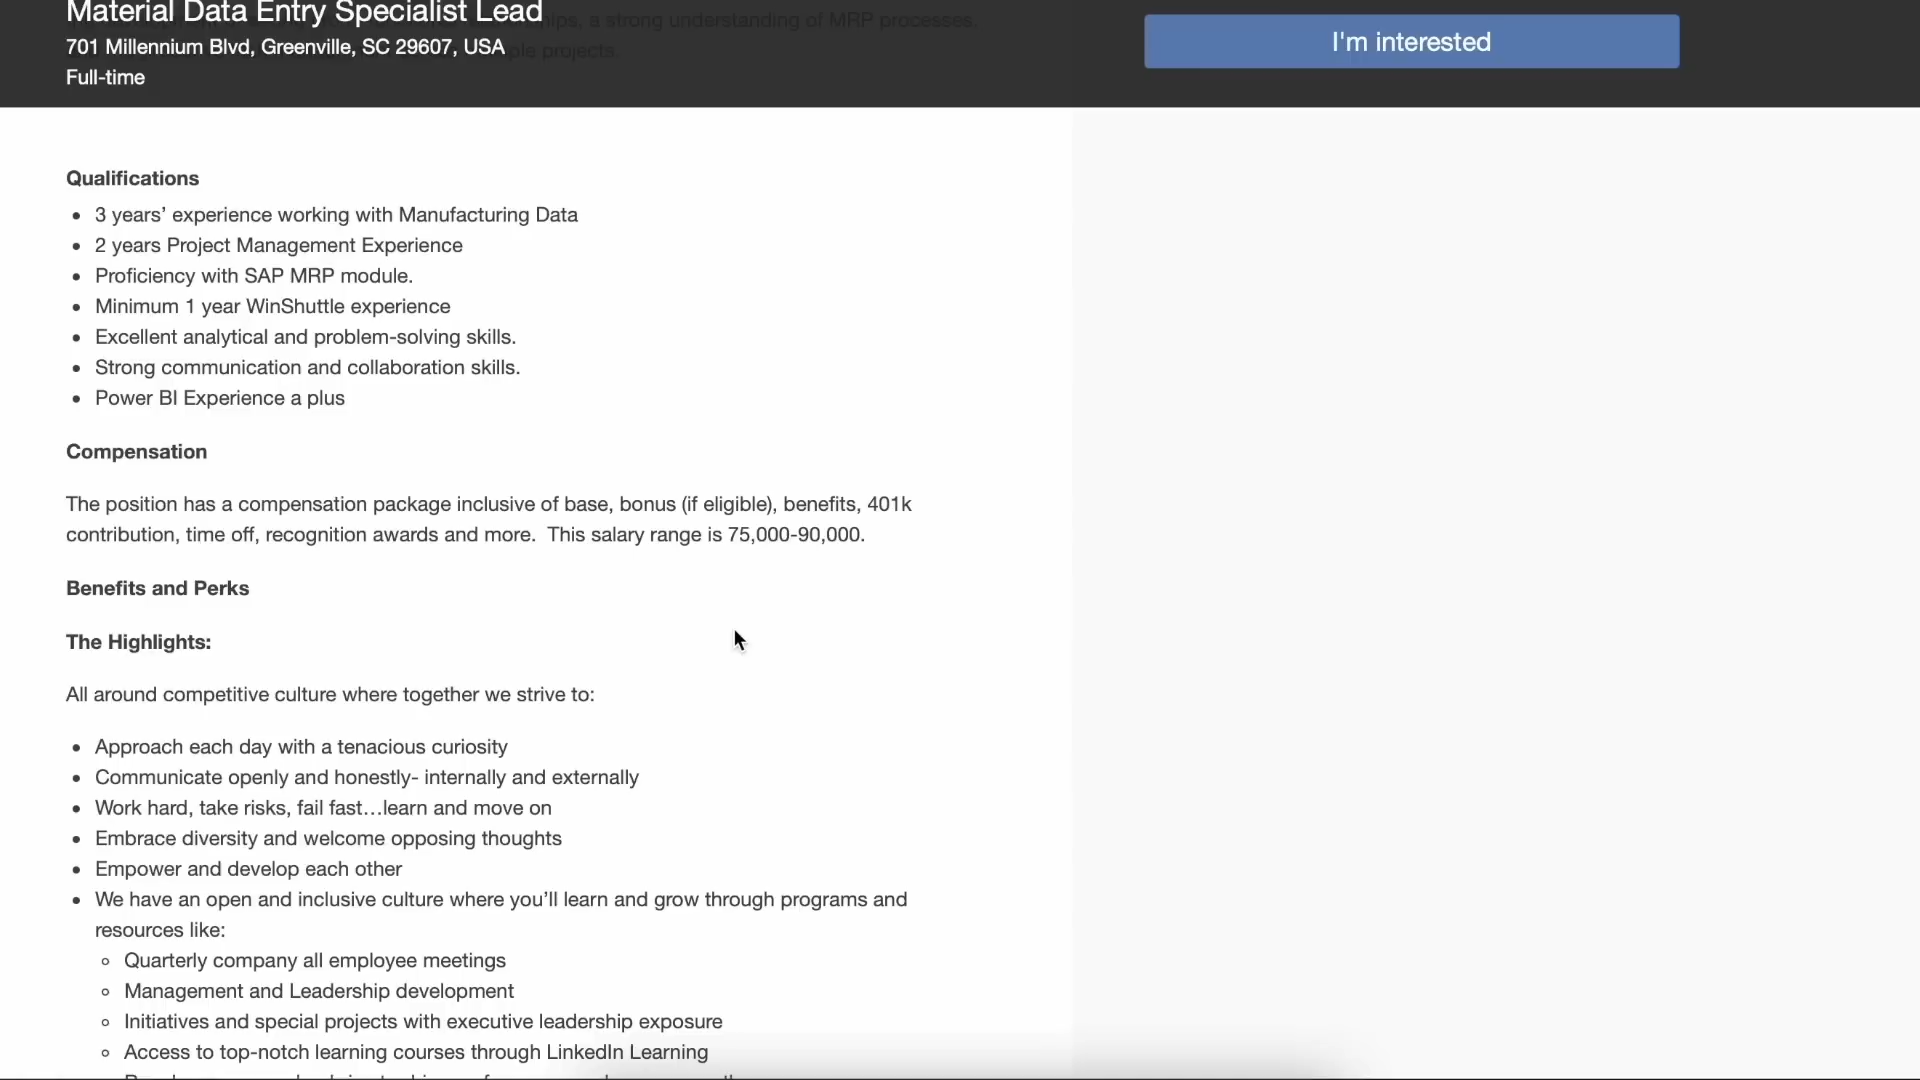 Material Data Entry Specialist Lead
701 Millennium Blvd, Greenville, SC 29607, USA
Full-time
ships, a strong understanding of MRP processes.
ple projects.
I'm interested
Qualifications
• 3 years’ experience working with Manufacturing Data
• 2 years Project Management Experience
• Proficiency with SAP MRP module.
• Minimum 1 year WinShuttle experience
• Excellent analytical and problem-solving skills.
• Strong communication and collaboration skills.
• Power BI Experience a plus
Compensation
The position has a compensation package inclusive of base, bonus (if eligible), benefits, 401k
contribution, time off, recognition awards and more.  This salary range is 75,000-90,000.
Benefits and Perks
The Highlights:
All around competitive culture where together we strive to:
• Approach each day with a tenacious curiosity
• Communicate openly and honestly- internally and externally
• Work hard, take risks, fail fast…learn and move on
• Embrace diversity and welcome opposing thoughts
• Empower and develop each other
• We have an open and inclusive culture where you’ll learn and grow through programs and
resources like:
◦ Quarterly company all employee meetings
◦ Management and Leadership development
◦ Initiatives and special projects with executive leadership exposure
◦ Access to top-notch learning courses through LinkedIn Learning